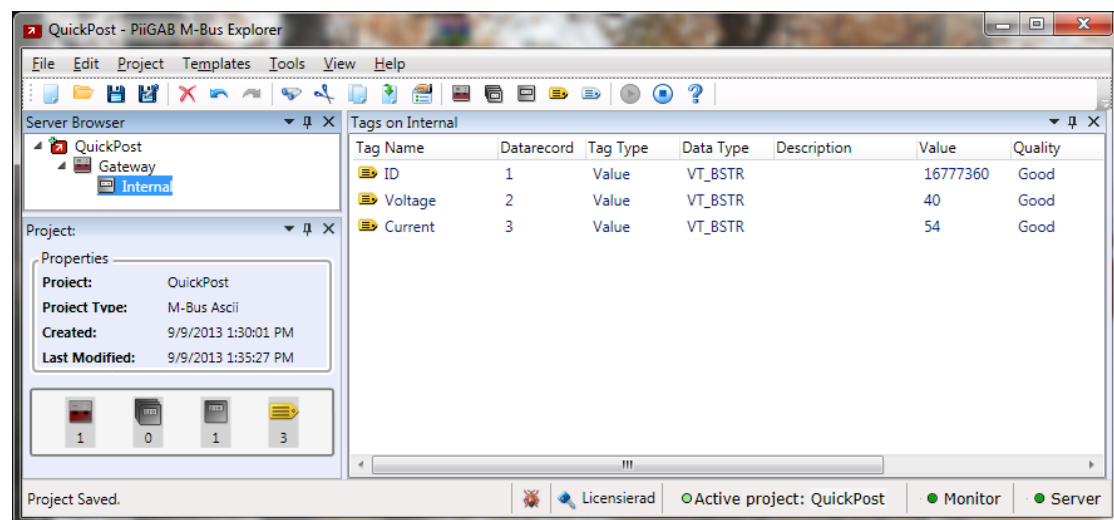 QuickPost - PiiGAB M-Bus Explorer
File Edit Project Templates Tools View Help
Server Browser
QuickPost
Gateway
Internal
Project:
Properties
Project: QuickPost
Project Type: M-Bus Ascii
Created: 9/9/2013 1:30:01 PM
Last Modified: 9/9/2013 1:35:27 PM
1 0 1 3
Tags on Internal
Tag Name Datarecord Tag Type Data Type Description Value Quality
ID 1 Value VT_BSTR 16777360 Good
Voltage 2 Value VT_BSTR 40 Good
Current 3 Value VT_BSTR 54 Good
Project Saved. Licensierad Active project: QuickPost Monitor Server